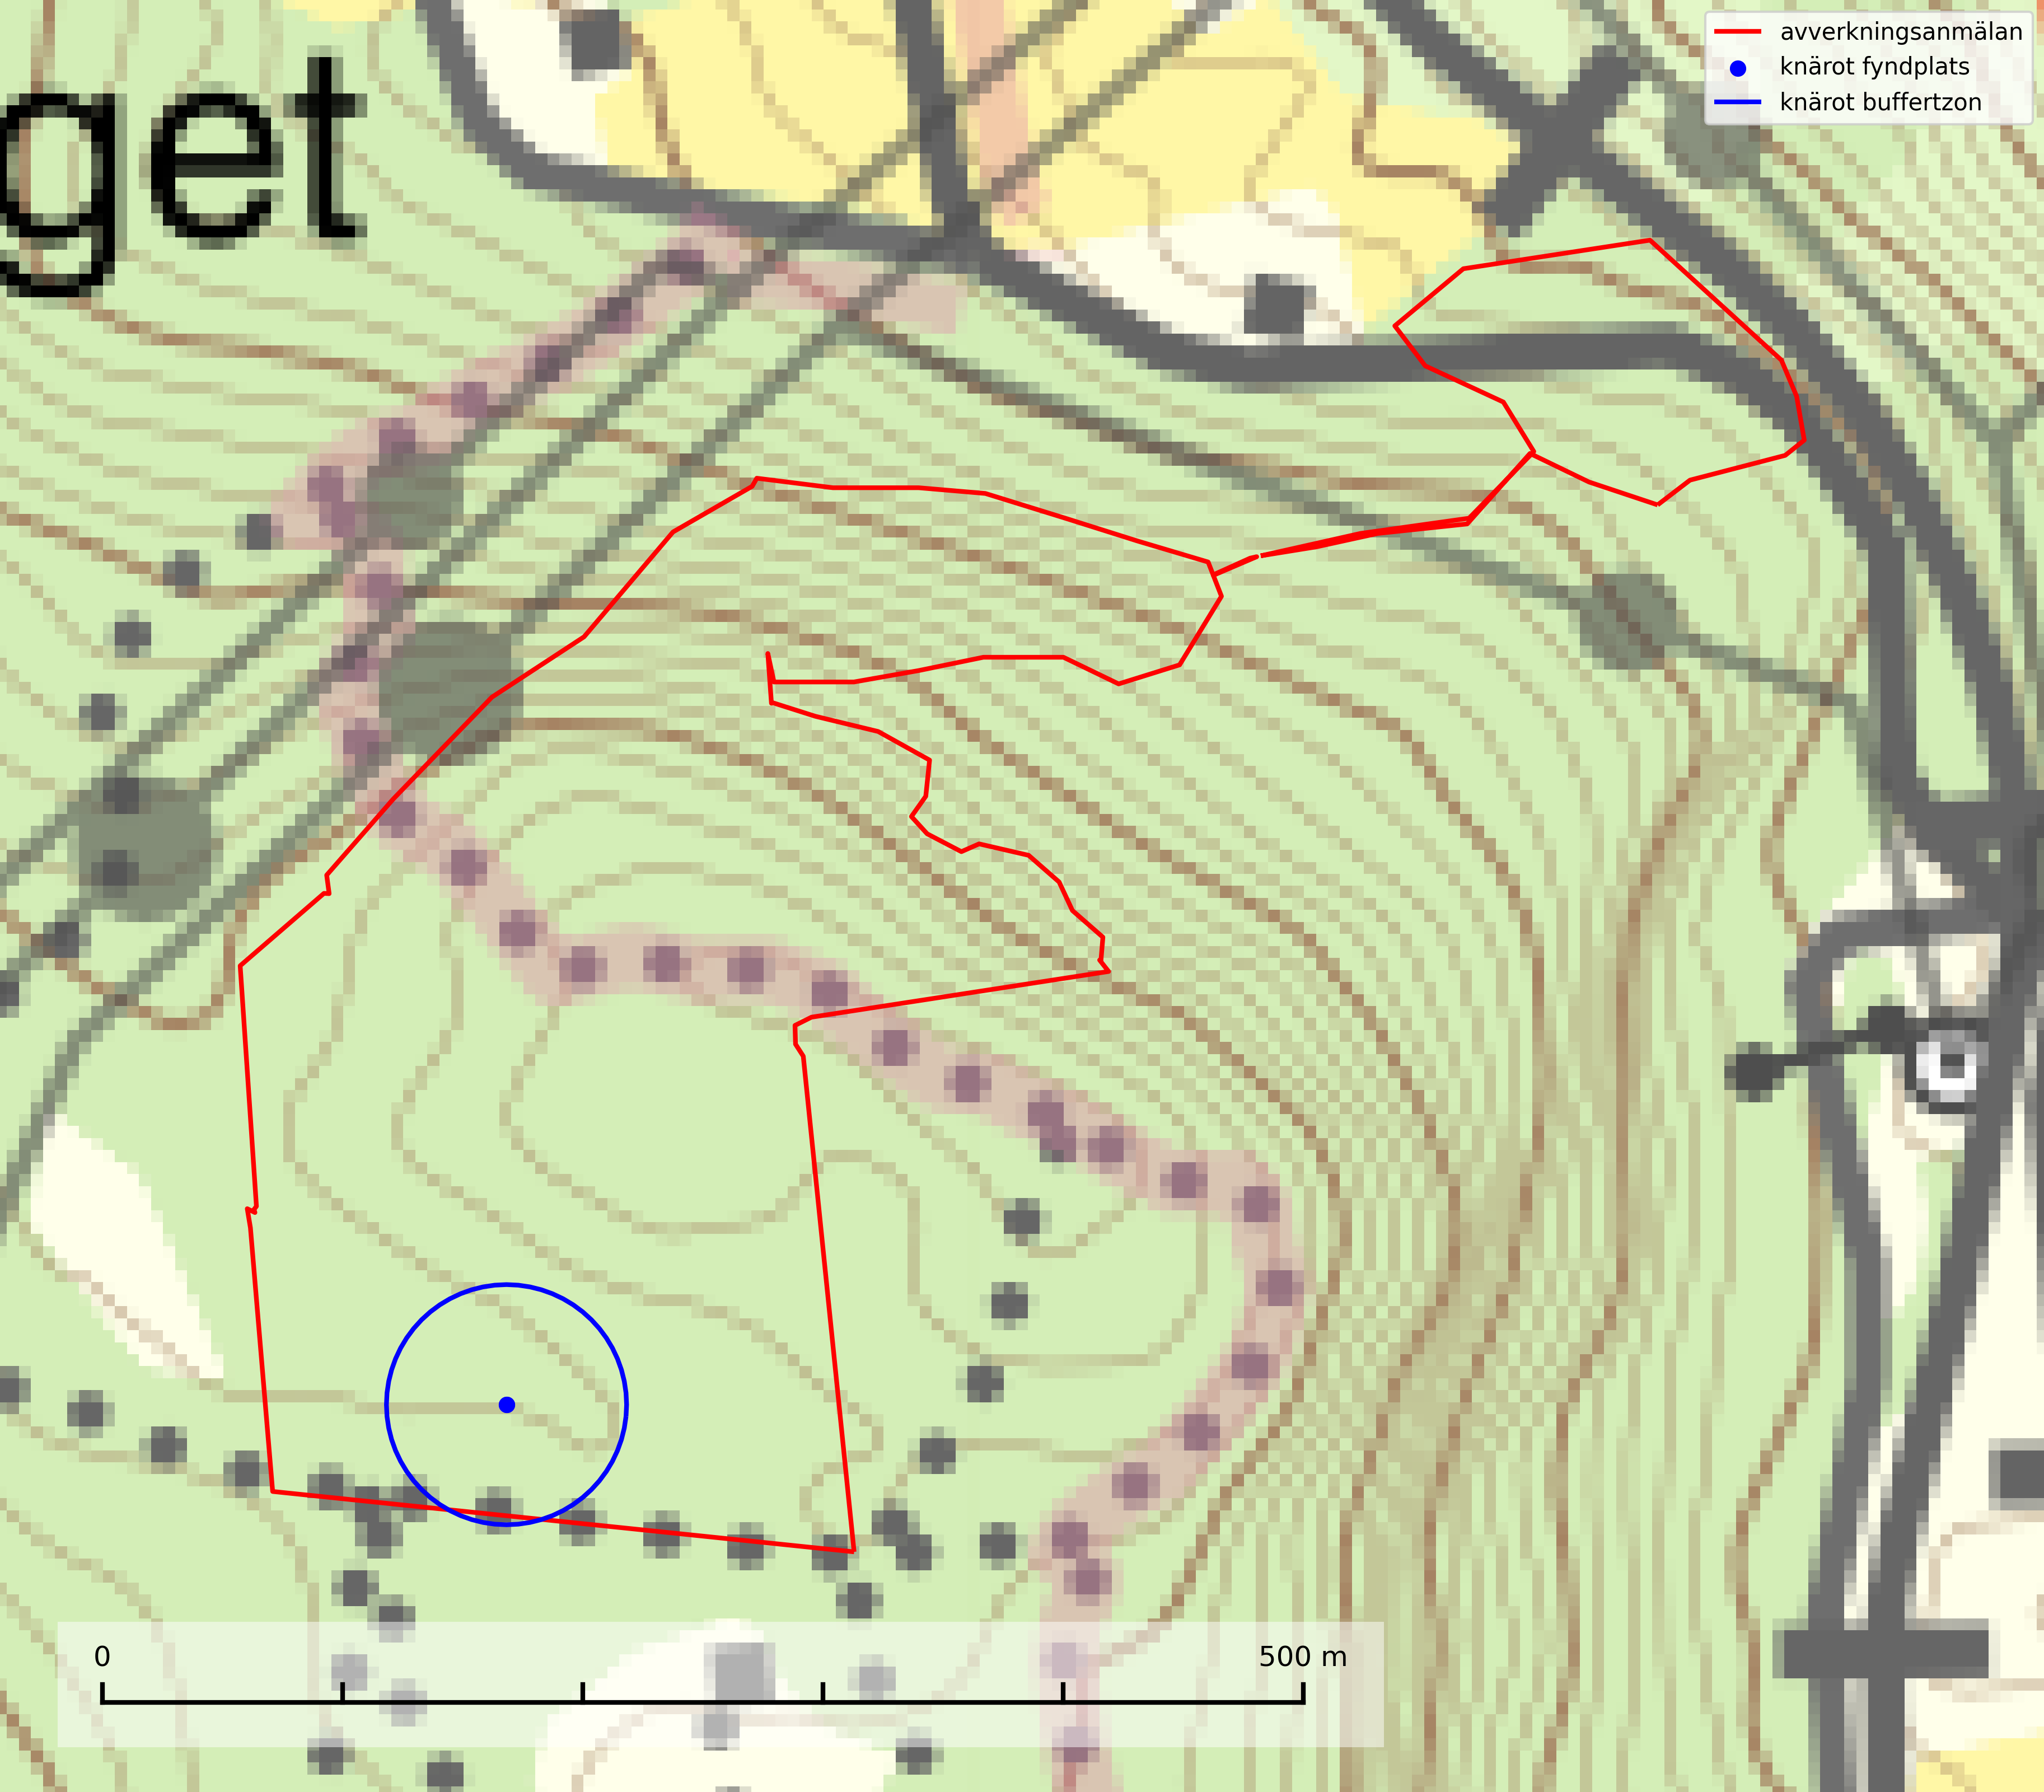 avverkningsanmälan
knärot fyndplats
knärot buffertzon
get
0 500 m